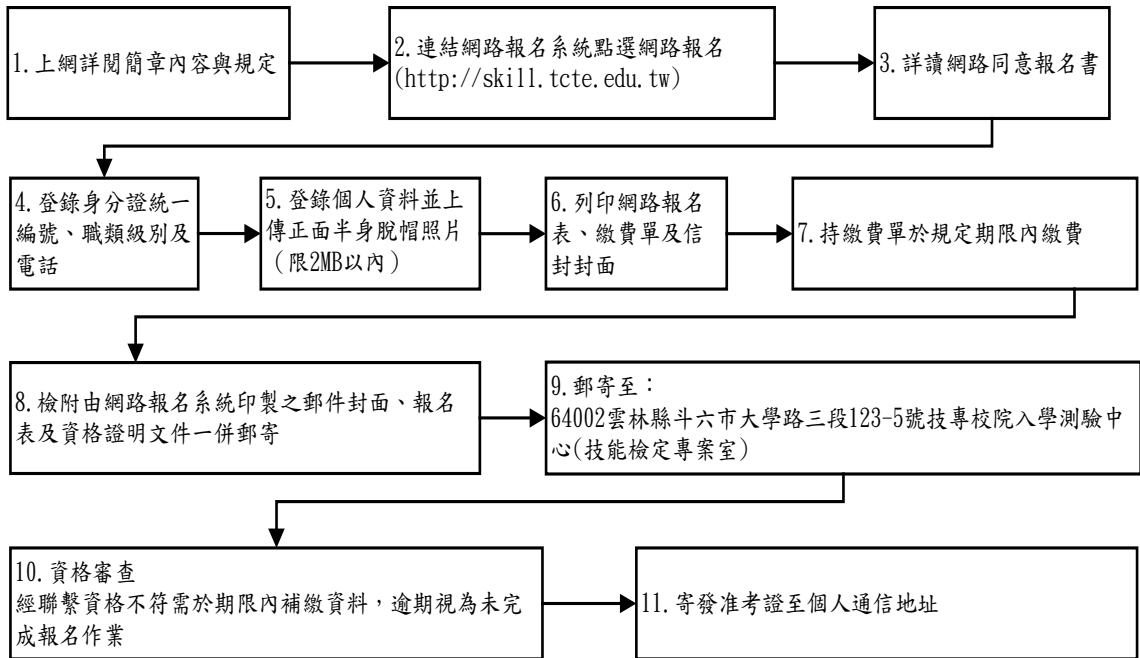 1.上網詳閱簡章內容與規定
2.連結網路報名系統點選網路報名
(http://skill.tcte.edu.tw)
3.詳讀網路同意報名書
4.登錄身分證統一
編號、職類級別及
電話
5.登錄個人資料並上
傳正面半身脫帽照片
（限2MB以內）
6.列印網路報名
表、繳費單及信
封封面
7.持繳費單於規定期限內繳費
8.檢附由網路報名系統印製之郵件封面、報名
表及資格證明文件一併郵寄
9.郵寄至：
64002雲林縣斗六市大學路三段123-5號技專校院入學測驗中
心(技能檢定專案室)
10.資格審查
經聯繫資格不符需於期限內補繳資料，逾期視為未完
成報名作業
11.寄發准考證至個人通信地址